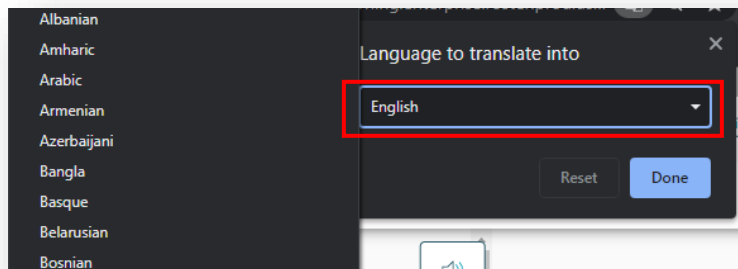 Albanian
Amharic
Arabic
Armenian
Azerbaijani
Bangla
Basque
Belarusian
Bosnian
Language to translate into
English
Reset
Done